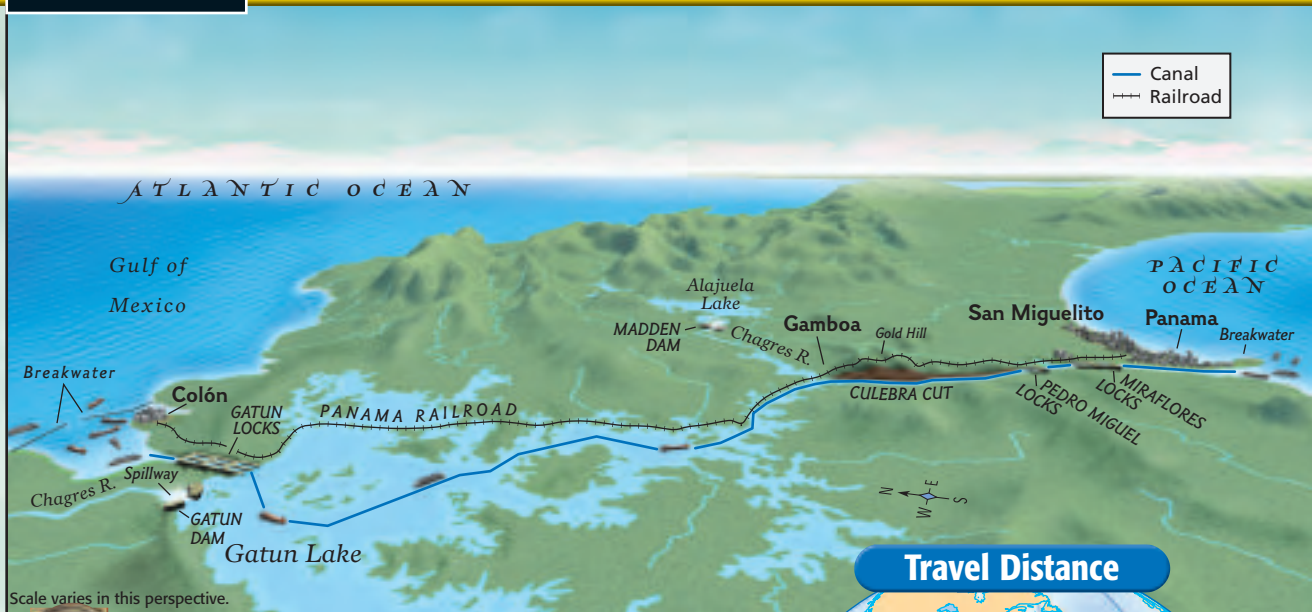 Canal
Railroad
ATLANTIC OCEAN
Gulf of
Mexico
PACIFIC
OCEAN
Alajuela
Lake
MADDEN
DAM
Chagres R.
Gamboa
Gold Hill
San Miguelito
Panama
Breakwater
Breakwater
Colón
GATUN
LOCKS
PANAMA RAILROAD
CULEBRA CUT
PEDRO MIGUEL
LOCKS
MIRAFLORES
LOCKS
Chagres R.
Spillway
GATUN
DAM
Gatun Lake
N
E
S
W
Travel Distance
Scale varies in this perspective.